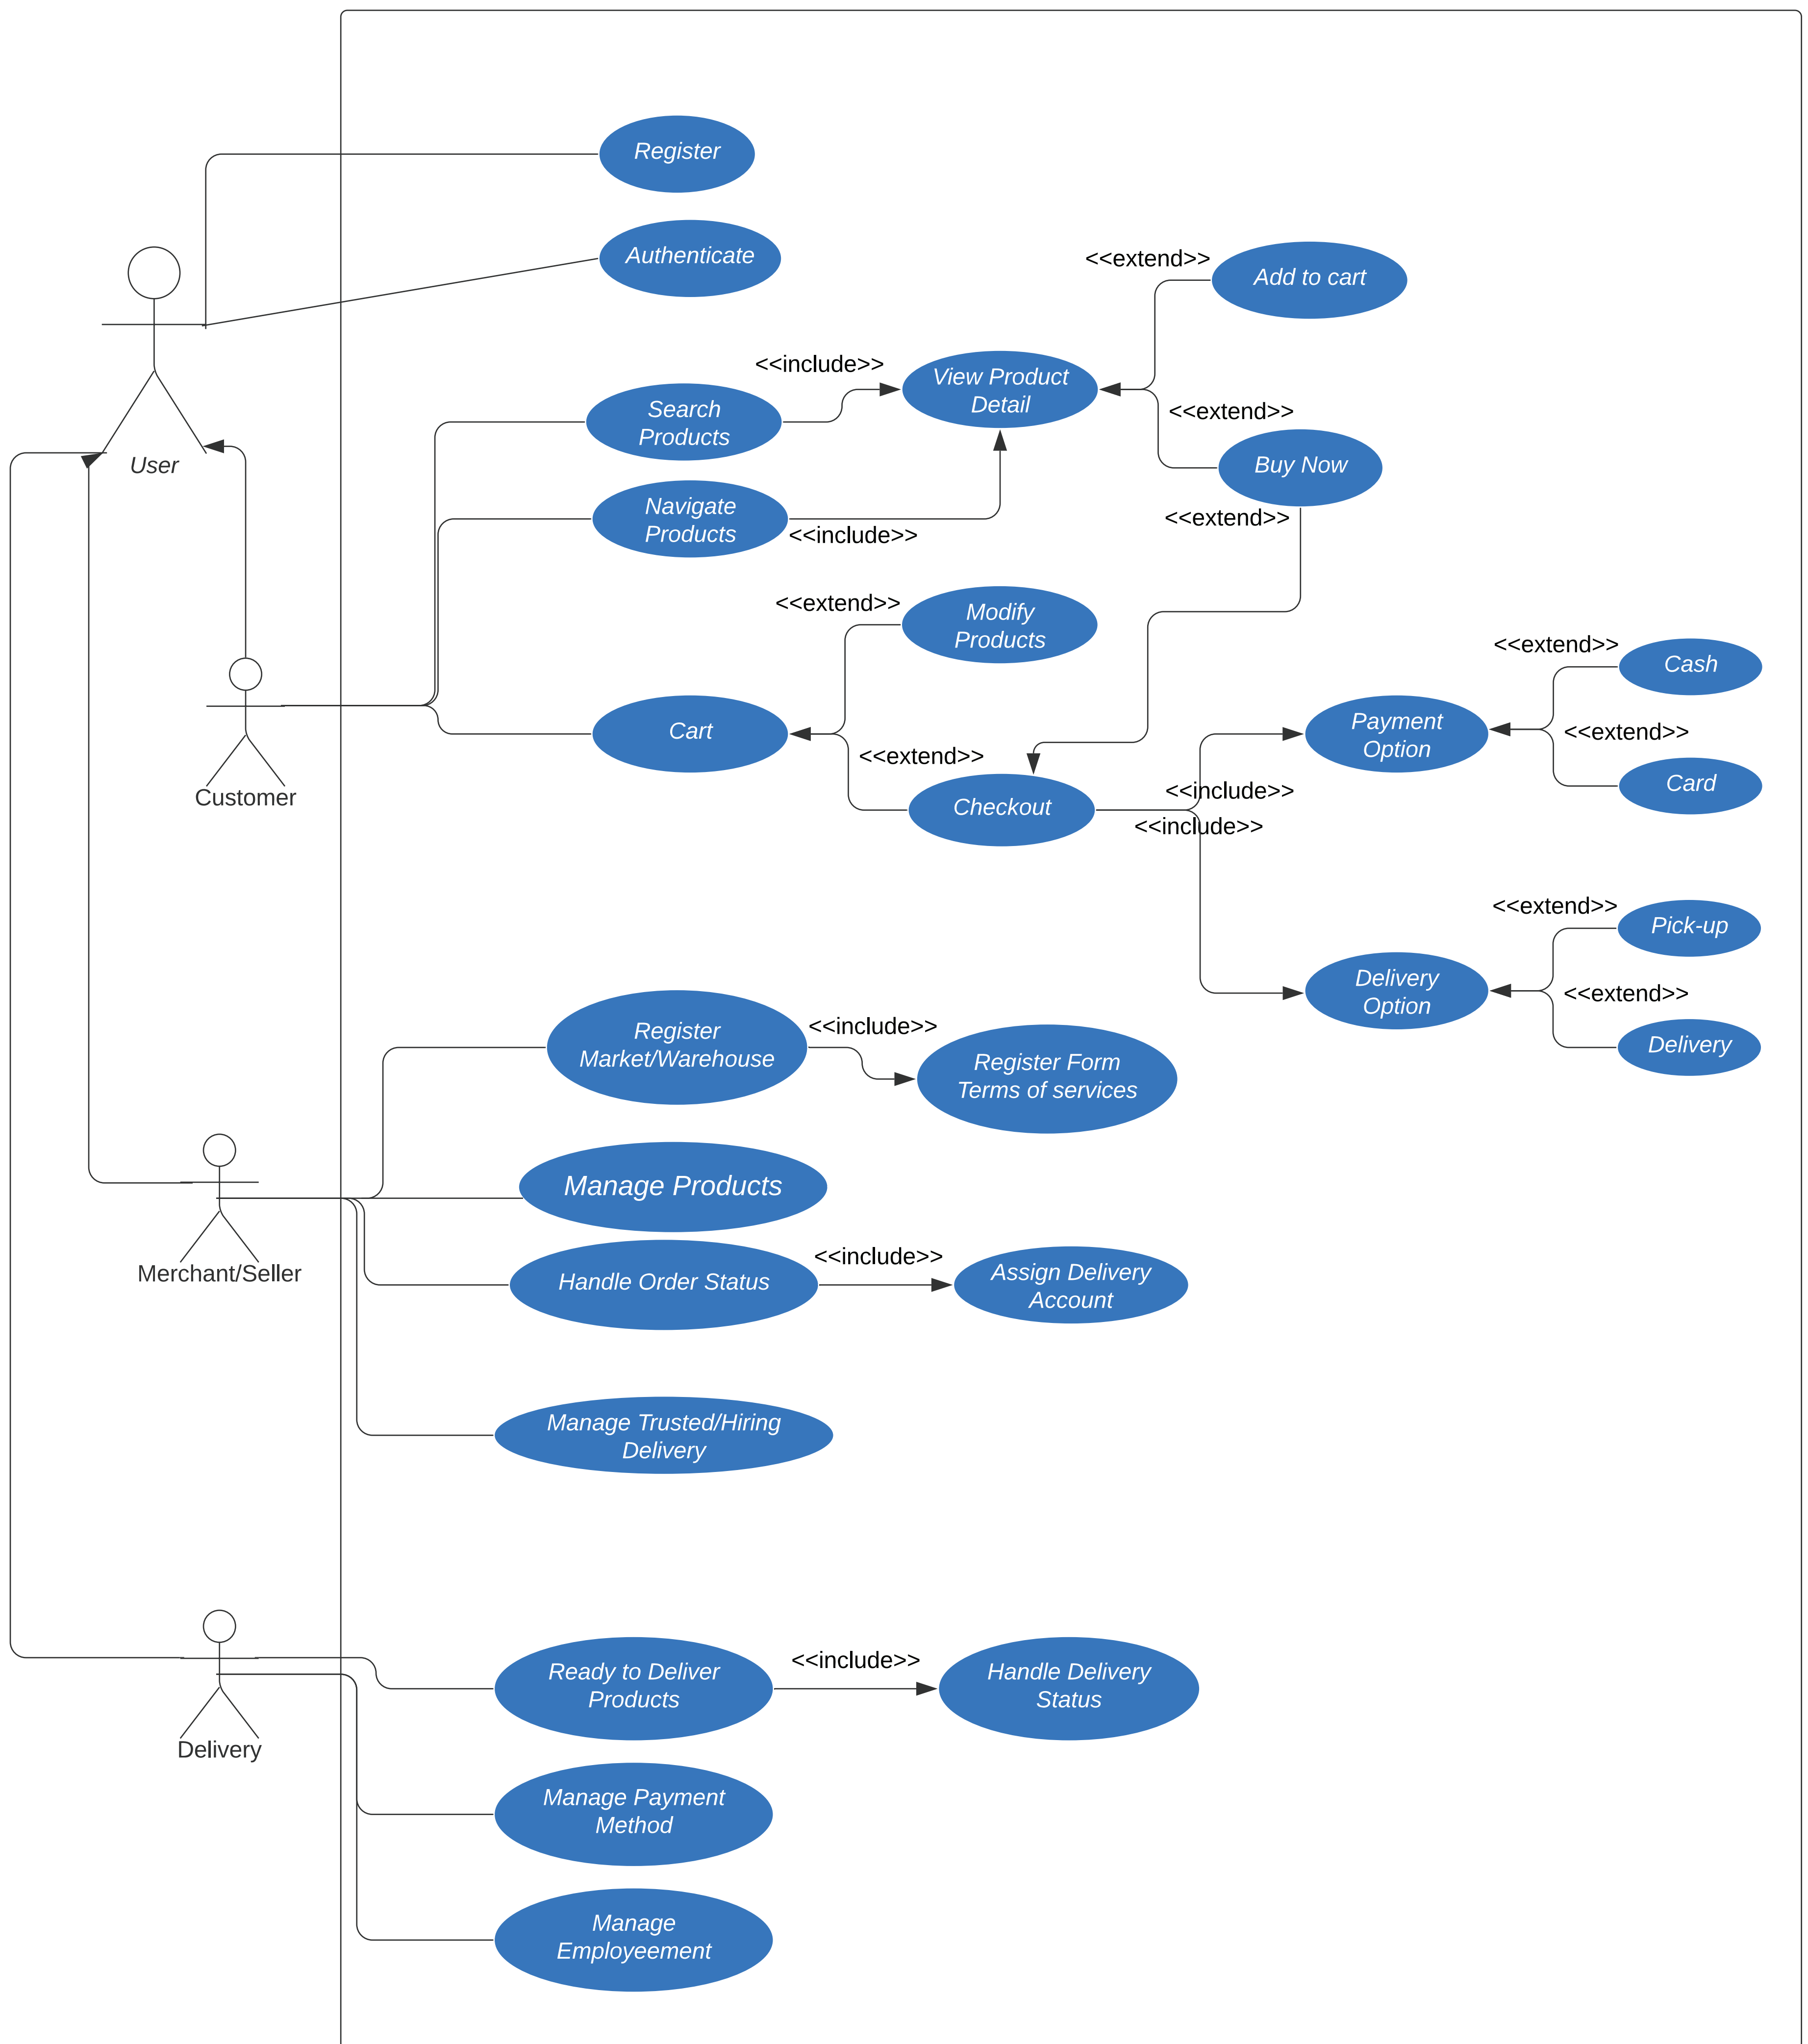 Register
Authenticate
<<extend>>
Add to cart
<<include>>
View Product
Detail
Search
Products
<<extend>>
User
Buy Now
Navigate
Products
<<include>>
<<extend>>
<<extend>>
Modify
Products
<<extend>>
Cash
Cart
Payment
Option
<<extend>>
<<extend>>
Card
<<include>>
Customer
Checkout
<<include>>
<<extend>>
Pick-up
Delivery
Option
<<extend>>
Register
Market/Warehouse
<<include>>
Register Form
Terms of services
Delivery
Manage Products
Merchant/Seller
Handle Order Status
<<include>>
Assign Delivery
Account
Manage Trusted/Hiring
Delivery
Ready to Deliver
Products
<<include>>
Handle Delivery
Status
Delivery
Manage Payment
Method
Manage
Employeement